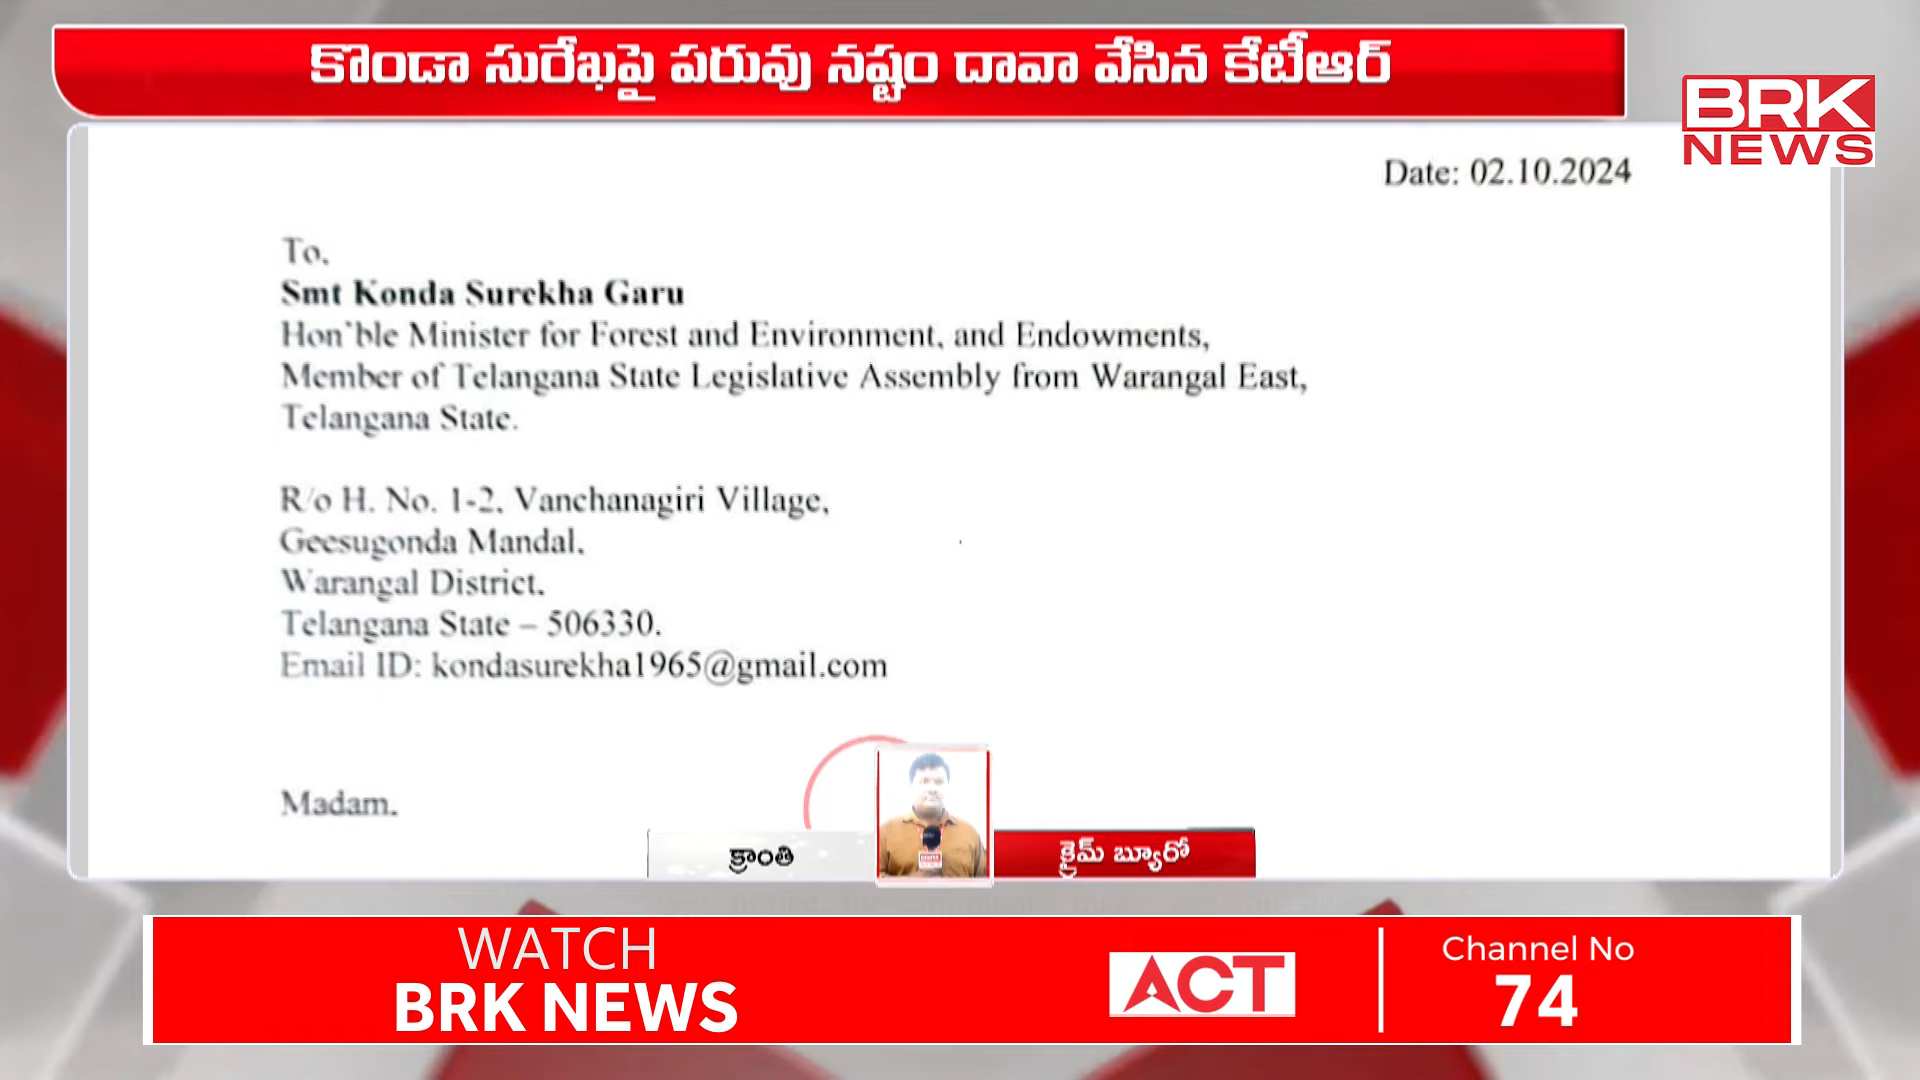 కొండా సురేఖపై పరువు నష్టం దావా వేసిన కేటీఆర్
BRK
NEWS
Date: 02.10.2024
To,
Smt Konda Surekha Garu
Hon'ble Minister for Forest and Environment, and Endowments,
Member of Telangana State Legislative Assembly from Warangal East,
Telangana State.
R/o H. No. 1-2, Vanchanagiri Village,
Geesugonda Mandal,
Warangal District,
Telangana State – 506330.
Email ID: kondasurekha1965@gmail.com
Madam,
క్రాంతి
క్రైమ్ బ్యూరో
WATCH
BRK NEWS
ACT
Channel No
74